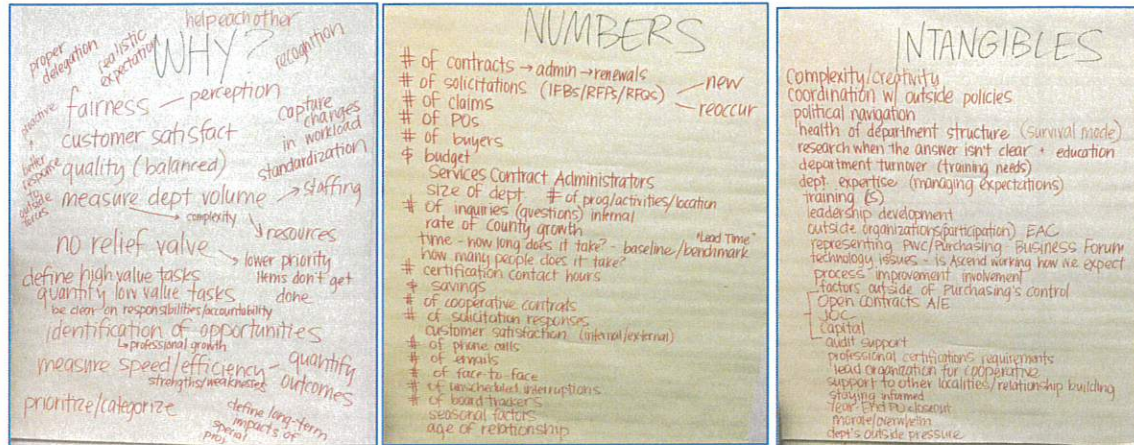 help each other
proper
delegation
realistic
expectation
WHY?
recognition
fairness — perception
proactive
capture
changes
in workload
customer satisfact
standardization
quality (balanced)
better
response
to
outside
forces
measure dept volume → staffing
complexity
resources
no relief valve → lower priority
items don't get
done
define high value tasks
quantify low value tasks
be clear on responsibilities/accountability
identification of opportunities
professional growth
measure speed/efficiency - quantify
outcomes
strengths/weaknesses
prioritize/categorize
define long-term
impacts of
special
proj
NUMBERS
# of contracts → admin → renewals
# of solicitations (IFBs/RFPs/RFQs) — new
— reoccur
# of claims
# of POs
# of buyers
$ budget
Services Contract Administrators
size of dept. # of prog/activities/location
# of inquiries (questions) internal
rate of County growth
"Lead Time"
time - how long does it take? - baseline/benchmark
how many people does it take?
# certification contact hours
$ savings
# of cooperative contracts
# of solicitation responses
customer satisfaction (internal/external)
# of phone calls
# of emails
# of face-to face
# of unscheduled interruptions
# of board trackers
seasonal factors
age of relationship
INTANGIBLES
complexity/creativity
coordination w/ outside policies
political navigation
health of department structure (survival mode)
research when the answer isn't clear + education
department turnover (training needs)
dept. expertise (managing expectations)
training (S)
leadership development
outside organizations participation) EAC
representing PWC/Purchasing - Business Forum
technology issues - is Ascend working how we expect
process improvement involvement
factors outside of Purchasing's control
Open Contracts A/E
JOC
Capital
audit support
professional certifications requirements
lead organization for cooperative
support to other localities/relationship building
staying informed
Year-End PO closeout
morale/overwhelm
dept's outside pressure